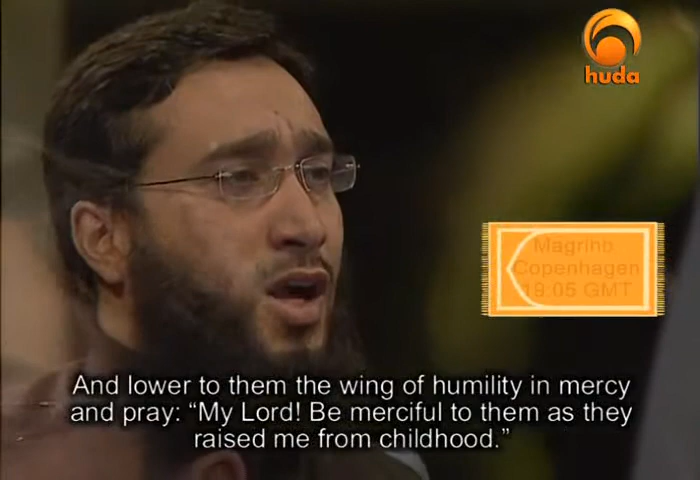 huda
Magrihb
Copenhagen
19:05 GMT
And lower to them the wing of humility in mercy
and pray: “My Lord! Be merciful to them as they
raised me from childhood.”